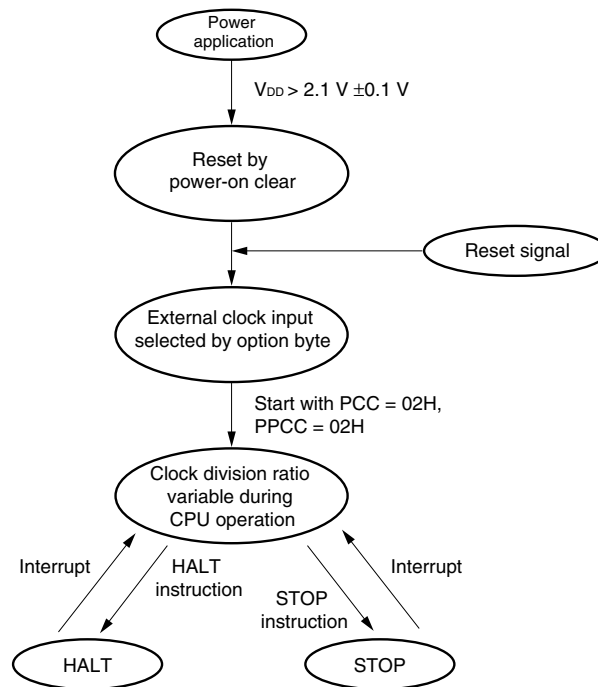 Power
application
VDD > 2.1 V ±0.1 V
Reset by
power-on clear
Reset signal
External clock input
selected by option byte
Start with PCC = 02H,
PPCC = 02H
Clock division ratio
variable during
CPU operation
Interrupt
HALT
instruction
STOP
instruction
Interrupt
HALT
STOP